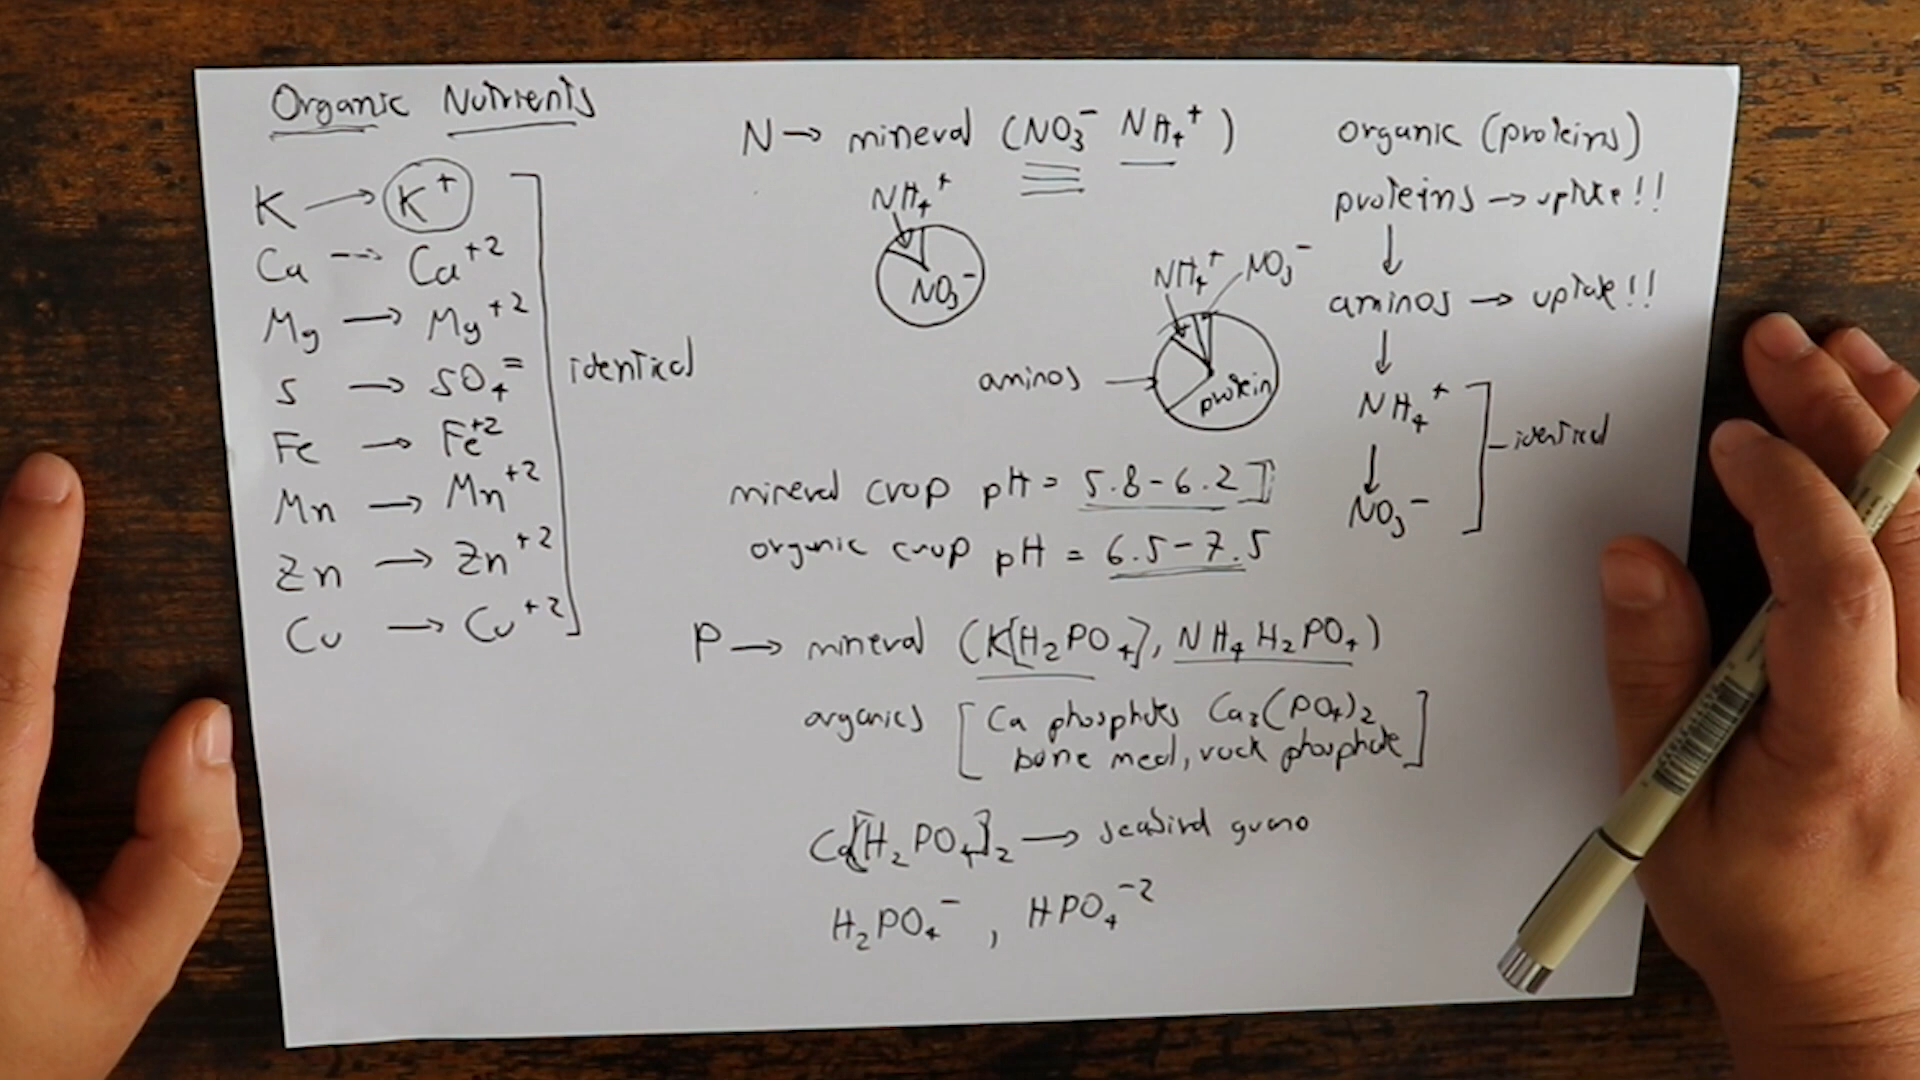 Organic Nutrients
K → K⁺
Ca --→ Ca⁺²
Mg → Mg⁺²
S → SO₄⁼
Fe → Fe⁺²
Mn → Mn⁺²
Zn → Zn⁺²
Cu → Cu⁺²
identical
N → mineral (NO₃⁻ NH₄⁺)
NH₄⁺
NO₃⁻
NH₄⁺ NO₃⁻
aminos →
protein
mineral crop pH = 5.8-6.2
organic crop pH = 6.5-7.5
organic (proteins)
proteins → uptake!!
↓
aminos → uptake!!
↓
NH₄⁺
↓
NO₃⁻
identical
P → mineral (K[H₂PO₄], NH₄H₂PO₄)
organics [Ca phosphates Ca₃(PO₄)₂
bone meal, rock phosphate]
Ca[H₂PO₄]₂ → seabird guano
H₂PO₄⁻, HPO₄⁻²